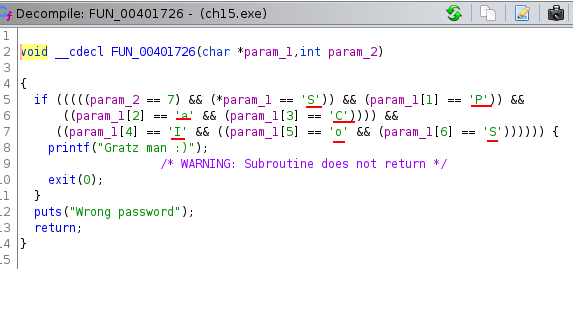 Decompile: FUN_00401726 - (ch15.exe)
1
2 void __cdecl FUN_00401726(char *param_1,int param_2)
3
4 {
5 if (((((param_2 == 7) && (*param_1 == 'S')) && (param_1[1] == 'P')) &&
6 ((param_1[2] == 'a' && (param_1[3] == 'C')))) &&
7 ((param_1[4] == 'I' && ((param_1[5] == 'o' && (param_1[6] == 'S')))))) {
8 printf("Gratz man :)");
9 /* WARNING: Subroutine does not return */
10 exit(0);
11 }
12 puts("Wrong password");
13 return;
14 }
15